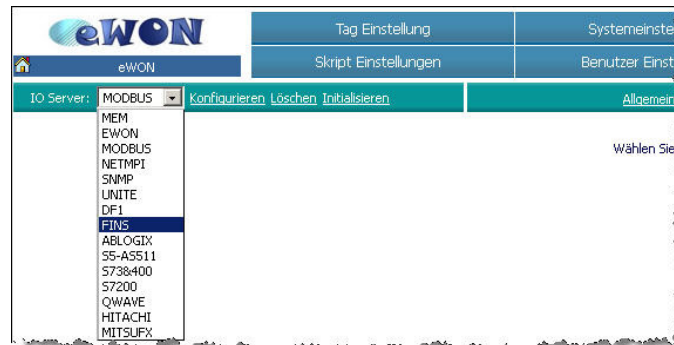 eWON
Tag Einstellung
Systemeinste
eWON
Skript Einstellungen
Benutzer Einst
IO Server: MODBUS Konfigurieren Löschen Initialisieren
Allgemein
MEM
EWON
MODBUS
NETMPI
SNMP
UNITE
DF1
FINS
ABLOGIX
S5-AS511
S73&400
S7200
QWAVE
HITACHI
MITSUFX
Wählen Sie